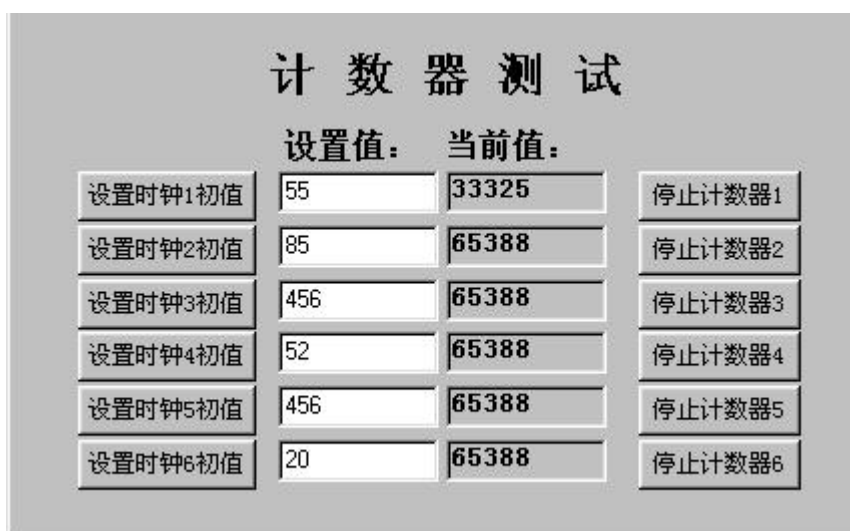 计数器测试
设置值： 当前值：
设置时钟1初值 55 33325 停止计数器1
设置时钟2初值 85 65388 停止计数器2
设置时钟3初值 456 65388 停止计数器3
设置时钟4初值 52 65388 停止计数器4
设置时钟5初值 456 65388 停止计数器5
设置时钟6初值 20 65388 停止计数器6